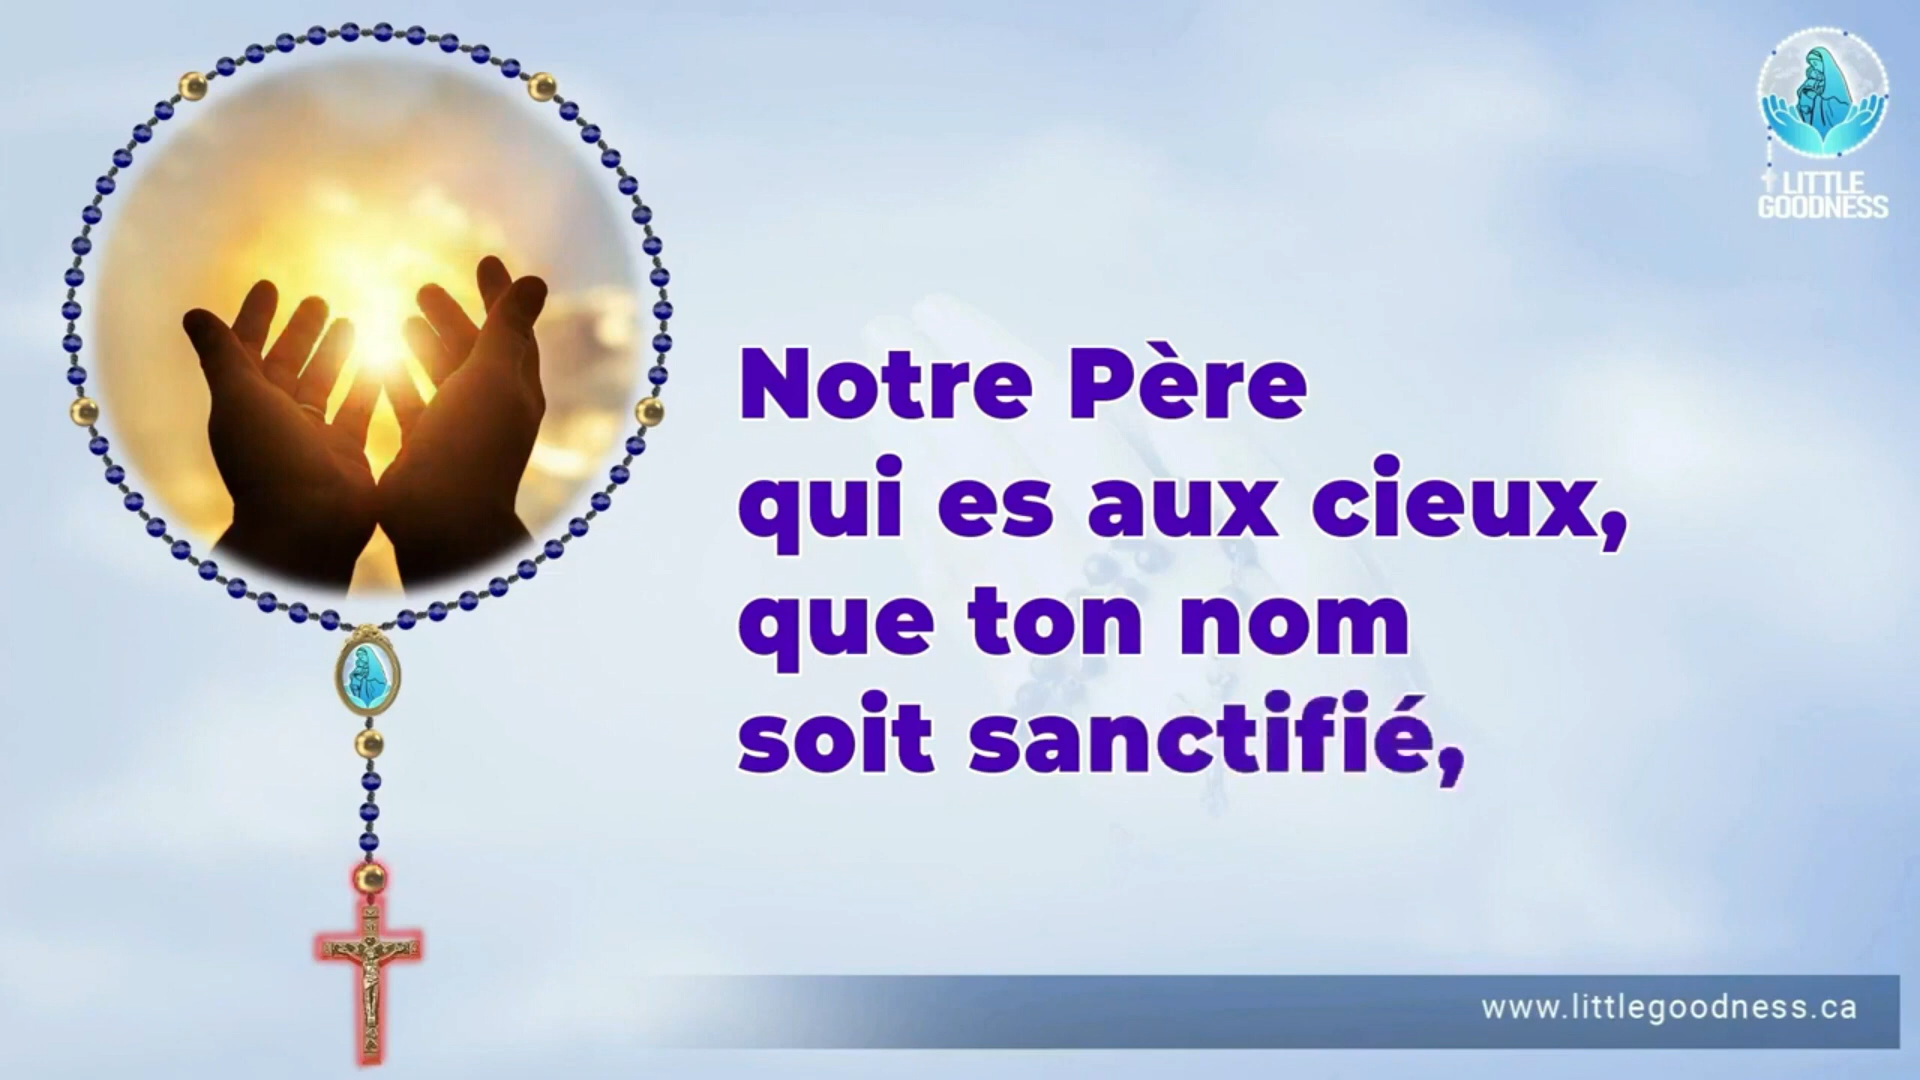 LITTLE
GOODNESS
Notre Père
qui es aux cieux,
que ton nom
soit sanctifié,
www.littlegoodness.ca